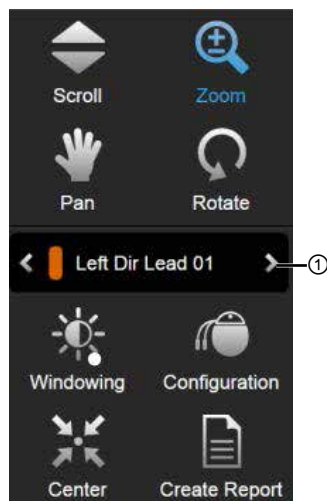 Scroll Zoom
Pan Rotate
Left Dir Lead 01 ①
Windowing Configuration
Center Create Report